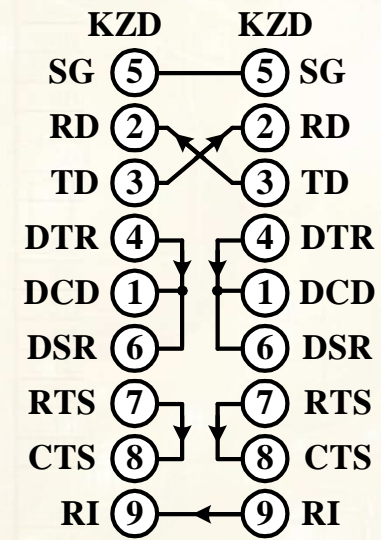 KZD KZD
SG 5 5 SG
RD 2 2 RD
TD 3 3 TD
DTR 4 4 DTR
DCD 1 1 DCD
DSR 6 6 DSR
RTS 7 7 RTS
CTS 8 8 CTS
RI 9 9 RI